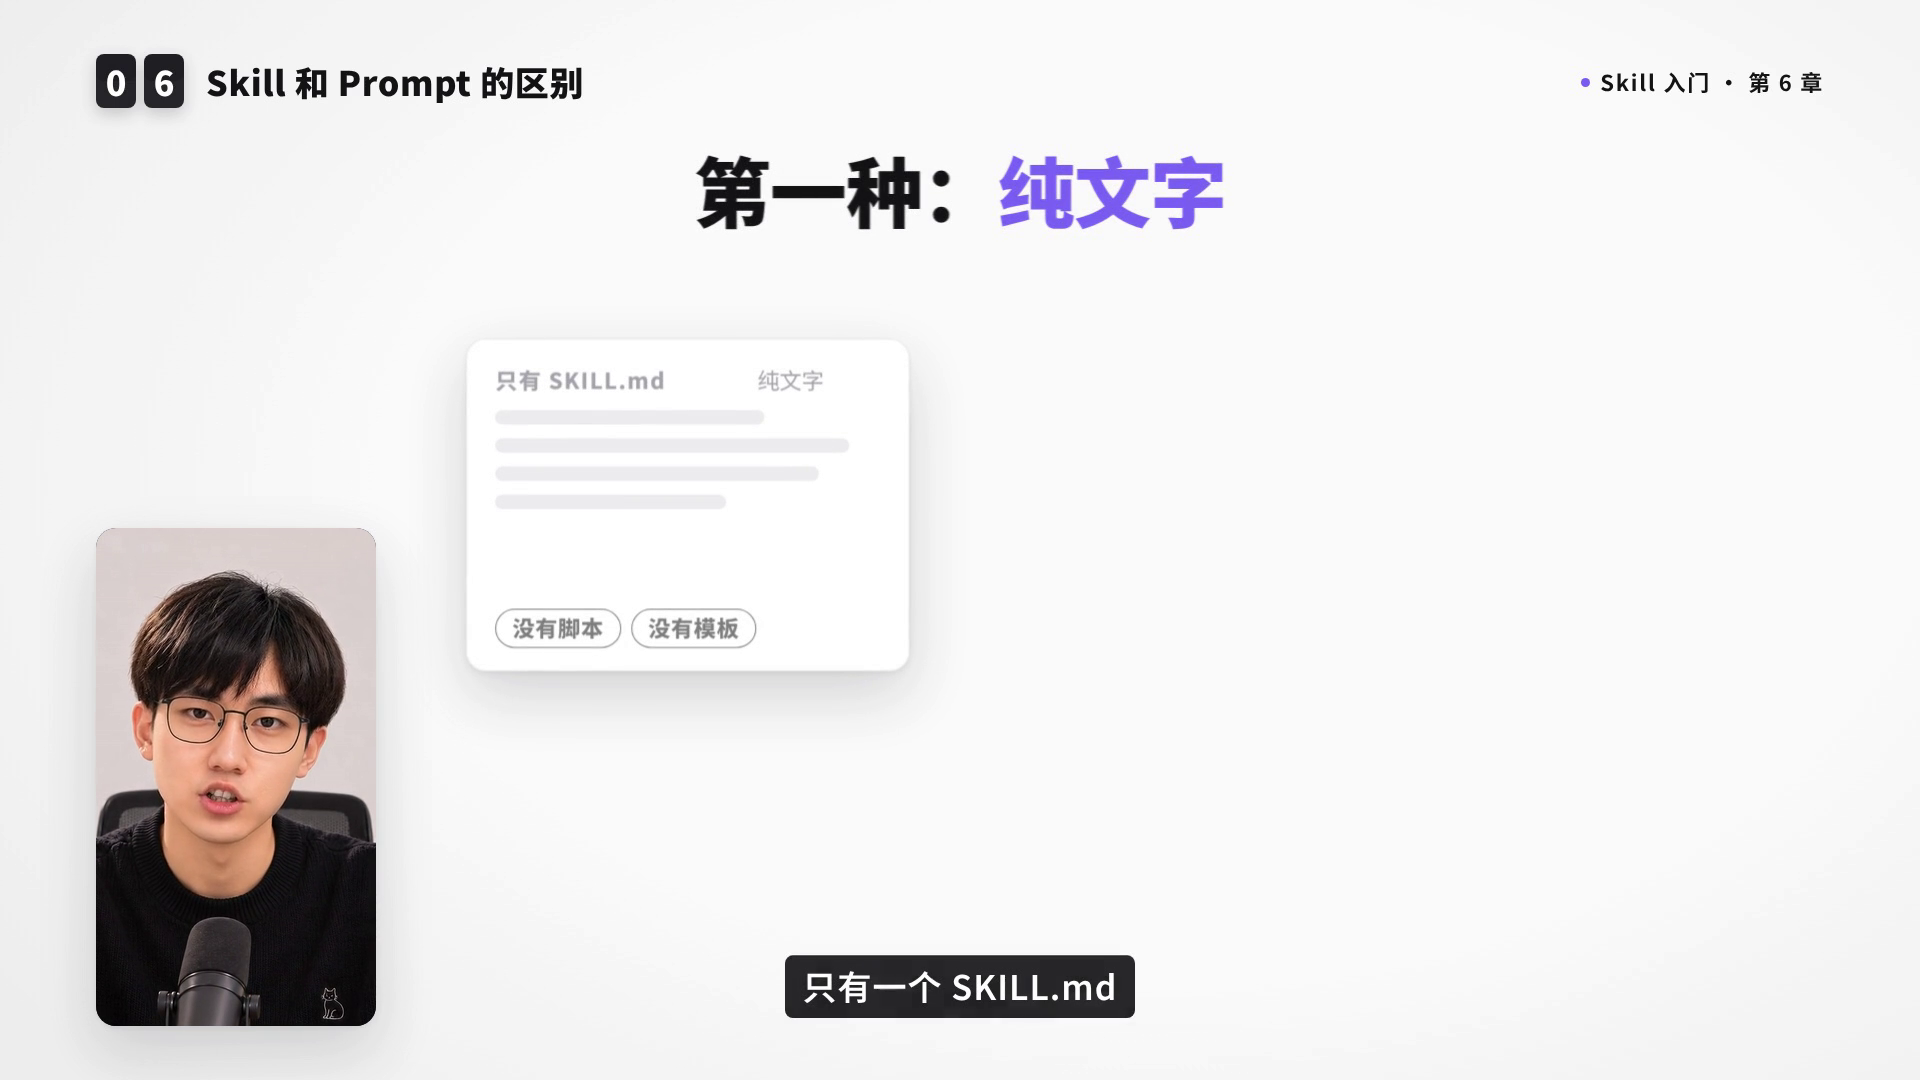 06 Skill 和 Prompt 的区别
Skill 入门 · 第 6 章
第一种：纯文字
只有 SKILL.md 纯文字
没有脚本 没有模板
只有一个 SKILL.md